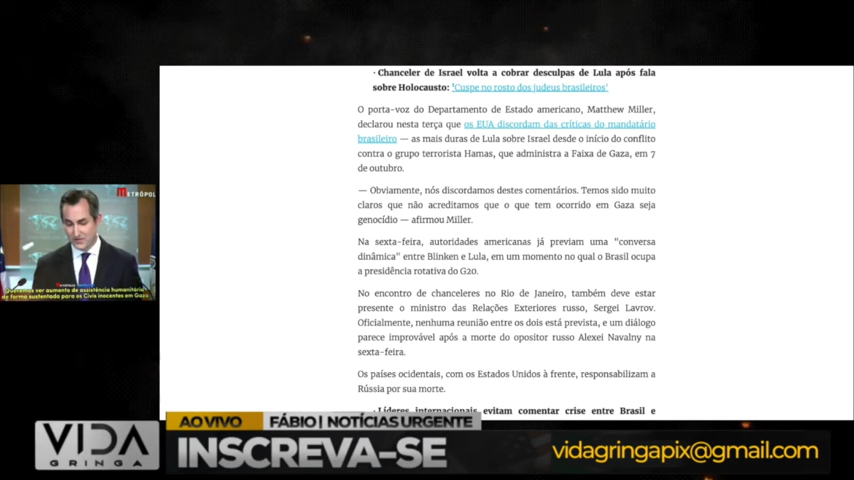 · Chanceler de Israel volta a cobrar desculpas de Lula após fala
sobre Holocausto: 'Cuspe no rosto dos judeus brasileiros'
O porta-voz do Departamento de Estado americano, Matthew Miller,
declarou nesta terça que os EUA discordam das críticas do mandatário
brasileiro — as mais duras de Lula sobre Israel desde o início do conflito
contra o grupo terrorista Hamas, que administra a Faixa de Gaza, em 7
de outubro.
— Obviamente, nós discordamos destes comentários. Temos sido muito
claros que não acreditamos que o que tem ocorrido em Gaza seja
genocídio — afirmou Miller.
Na sexta-feira, autoridades americanas já previam uma "conversa
dinâmica" entre Blinken e Lula, em um momento no qual o Brasil ocupa
a presidência rotativa do G20.
No encontro de chanceleres no Rio de Janeiro, também deve estar
presente o ministro das Relações Exteriores russo, Sergei Lavrov.
Oficialmente, nenhuma reunião entre os dois está prevista, e um diálogo
parece improvável após a morte do opositor russo Alexei Navalny na
sexta-feira.
Os países ocidentais, com os Estados Unidos à frente, responsabilizam a
Rússia por sua morte.
· Líderes internacionais evitam comentar crise entre Brasil e
METRÓPOL
Queremos ver aumento de assistência humanitária
de forma sustentada para os Civis inocentes em Gaza
VIDA
GRINGA
AO VIVO
FÁBIO | NOTÍCIAS URGENTE
INSCREVA-SE
vidagringapix@gmail.com